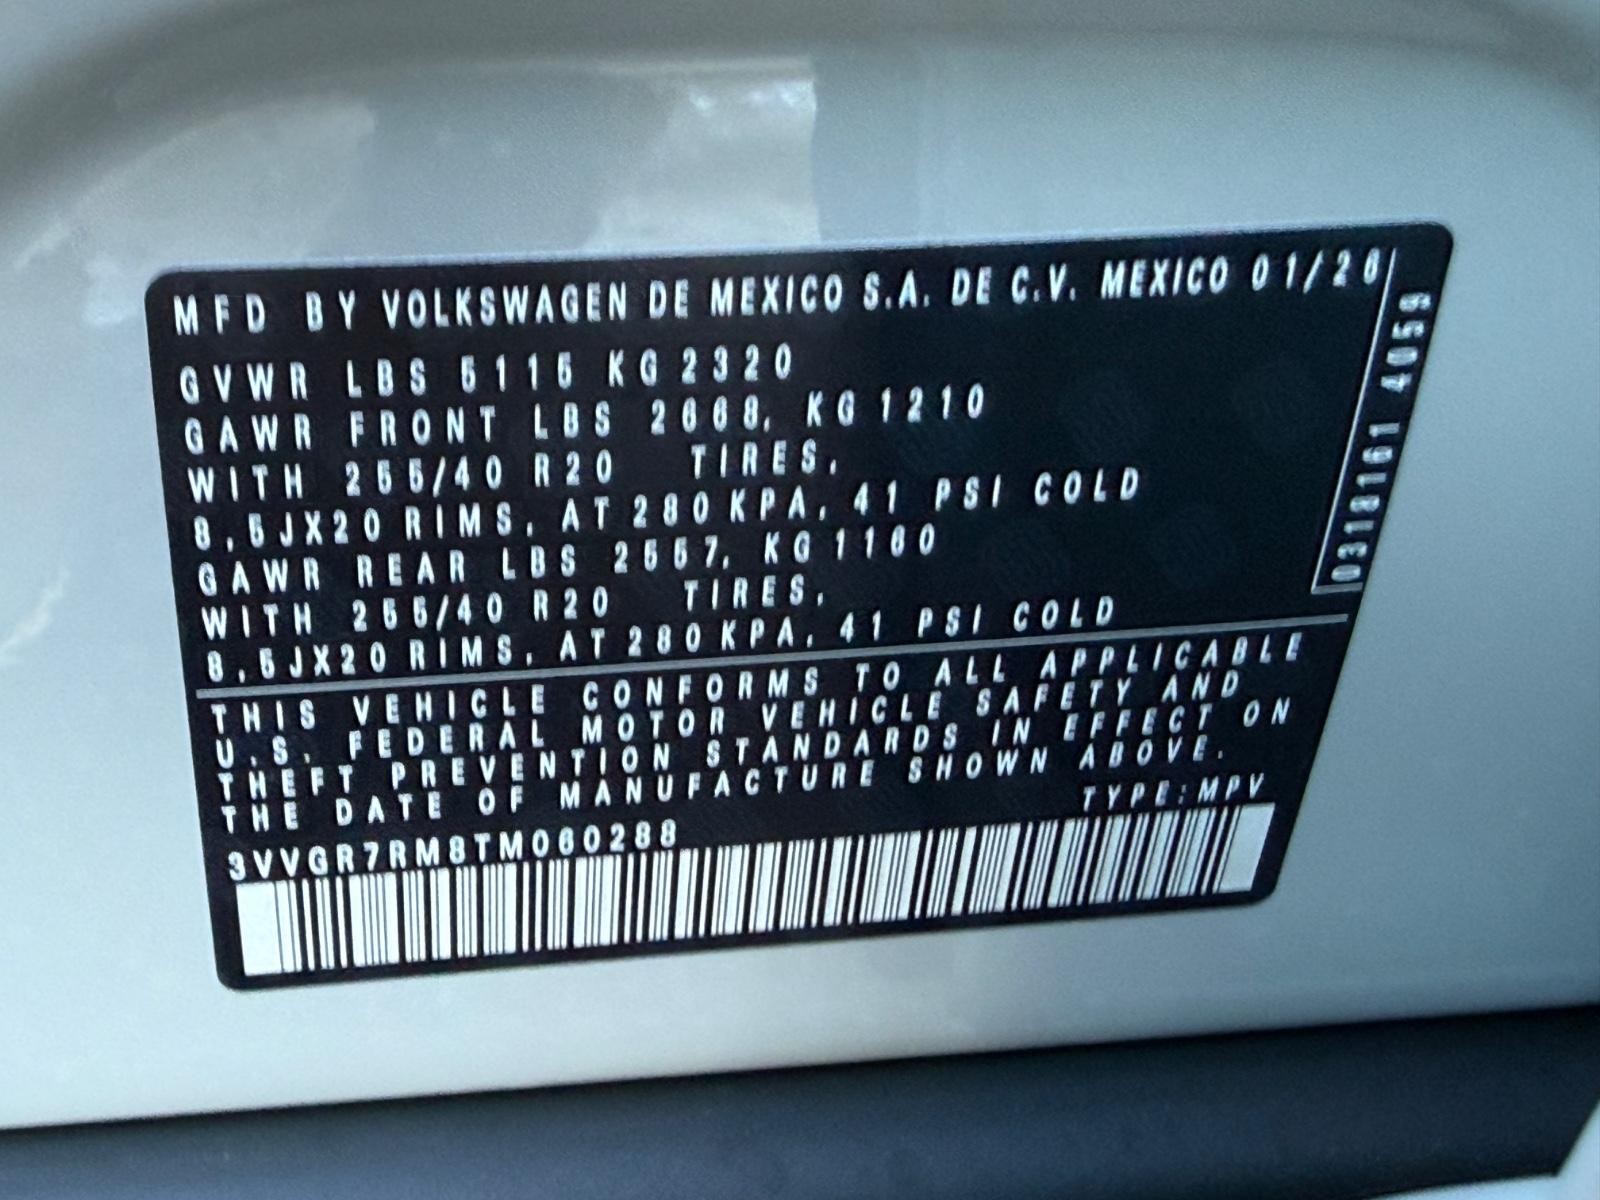 MFD BY VOLKSWAGEN DE MEXICO S.A. DE C.V. MEXICO 01/26
GVWR LBS 5115 KG 2320
GAWR FRONT LBS 2668, KG 1210
WITH 255/40 R20 TIRES,
8,5JX20 RIMS, AT 280 KPA, 41 PSI COLD
GAWR REAR LBS 2557, KG 1160
WITH 255/40 R20 TIRES,
8,5JX20 RIMS, AT 280 KPA, 41 PSI COLD
0318161 4059
THIS VEHICLE CONFORMS TO ALL APPLICABLE
U.S. FEDERAL MOTOR VEHICLE SAFETY AND
THEFT PREVENTION STANDARDS IN EFFECT ON
THE DATE OF MANUFACTURE SHOWN ABOVE.
3VVGR7RM8TM060288 TYPE:MPV